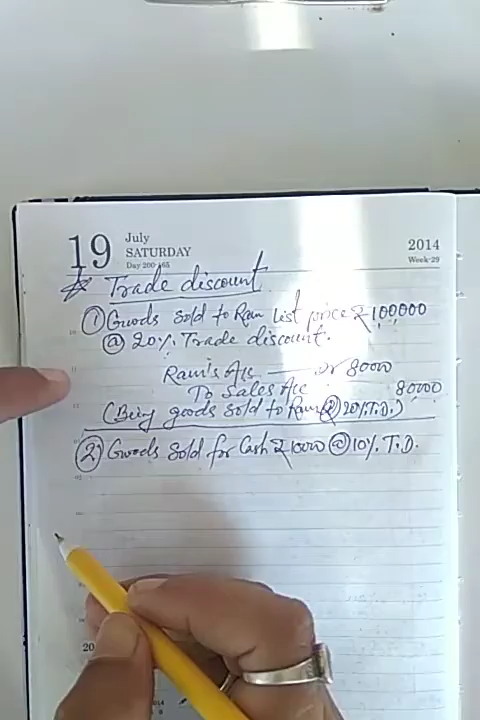 19 July
SATURDAY
Day 200-165
2014
Week-29
Trade discount
① Goods Sold to Ram list price ₹100000
@ 20% Trade discount.
Ram's A/c — Dr 80000
To Sales A/c 80000
(Being goods sold to Ram @ 20% T.D.)
② Goods Sold for Cash ₹ @ 10% T.D.
20